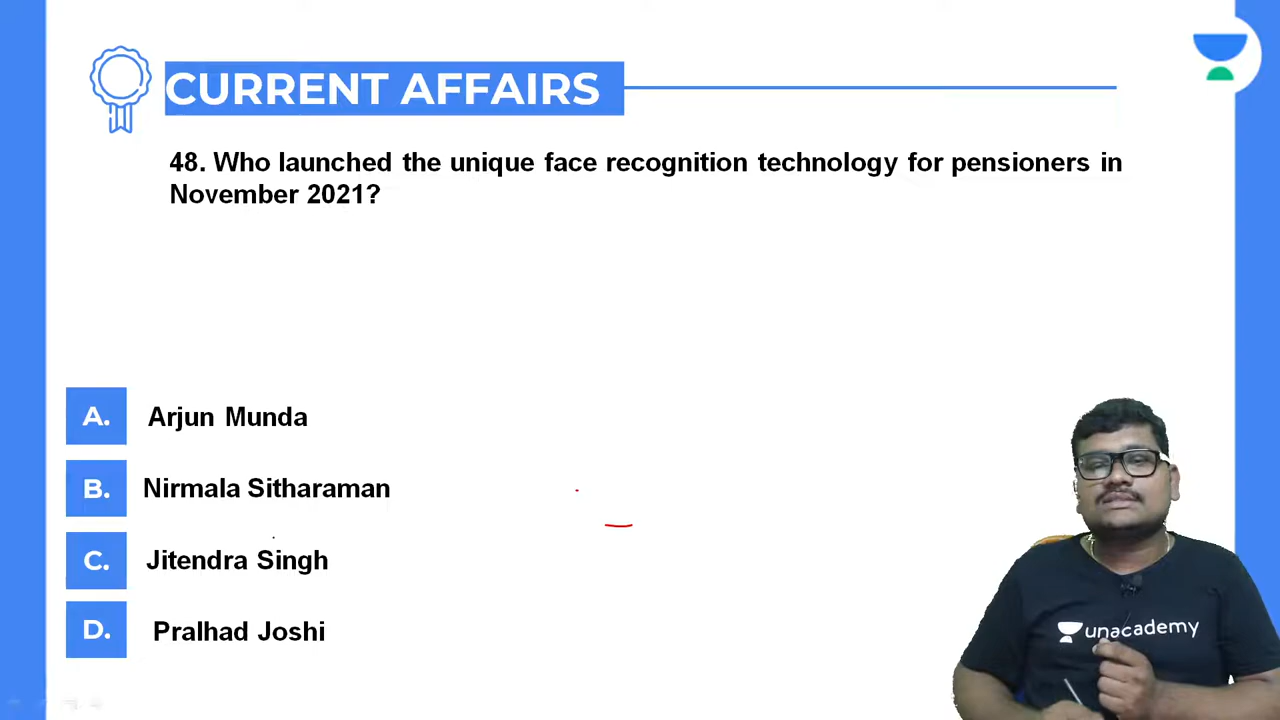 CURRENT AFFAIRS
48. Who launched the unique face recognition technology for pensioners in
November 2021?
A. Arjun Munda
B. Nirmala Sitharaman
C. Jitendra Singh
D. Pralhad Joshi
unacademy